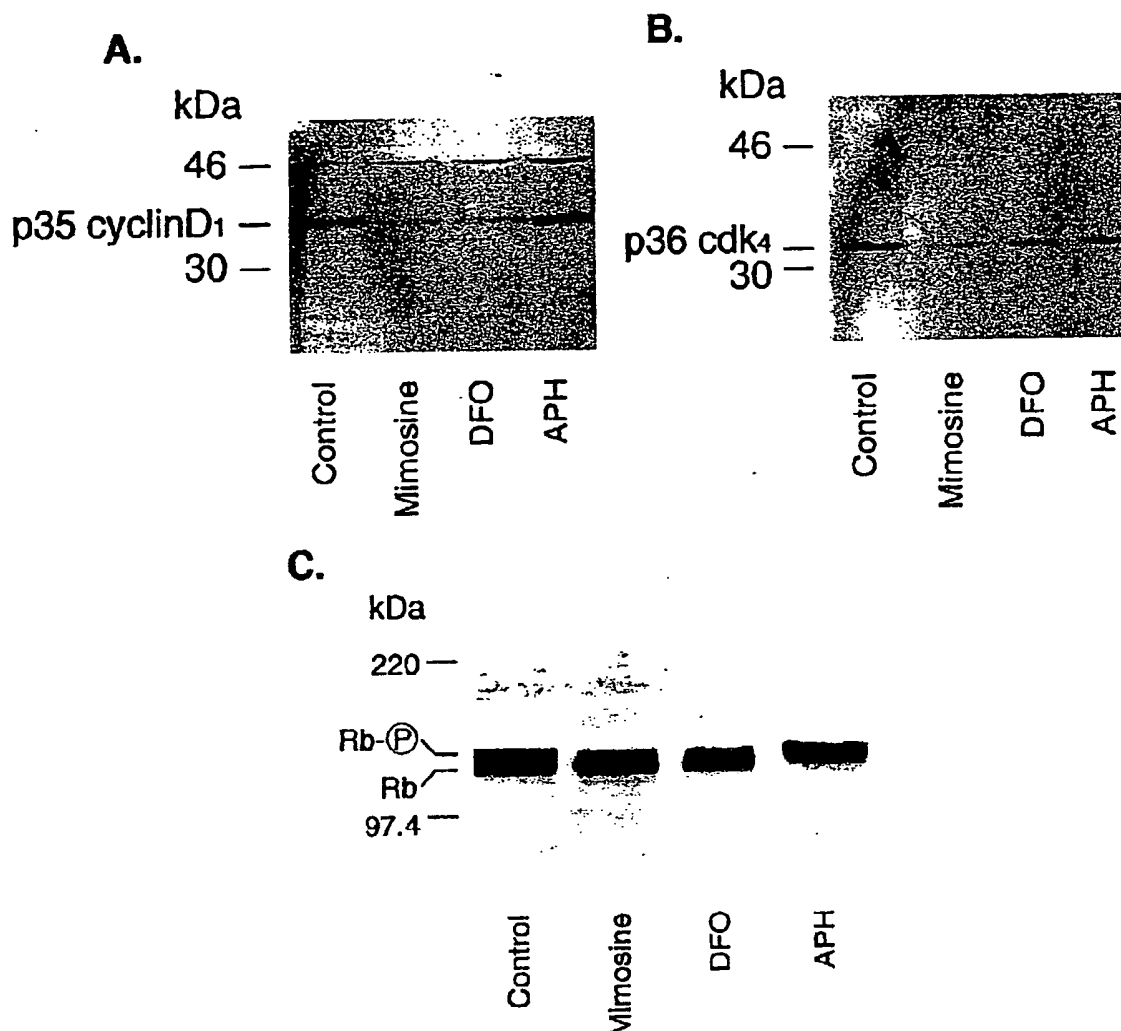 A.
kDa
46
p35 cyclinD1
30
Control
Mimosine
DFO
APH
B.
kDa
46
p36 cdk4
30
Control
Mimosine
DFO
APH
C.
kDa
220
Rb-Ⓟ
Rb
97.4
Control
Mimosine
DFO
APH